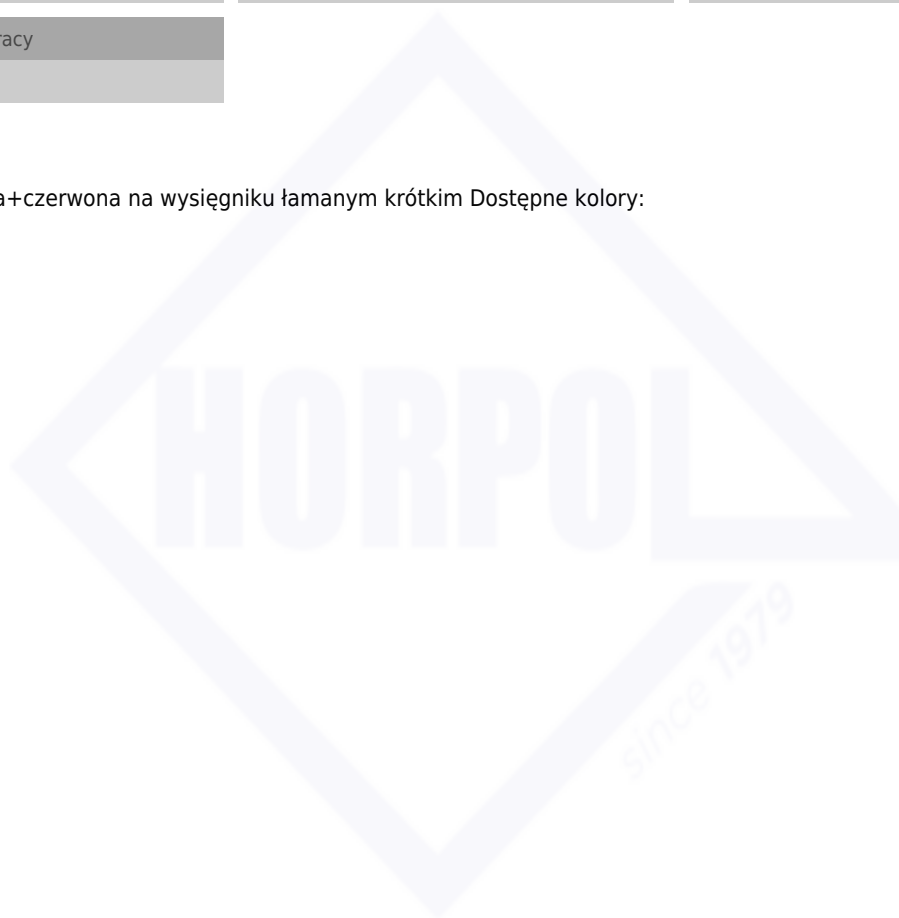 racy
a+czerwona na wysięgniku łamanym krótkim Dostępne kolory:
HORPOL
since 1979